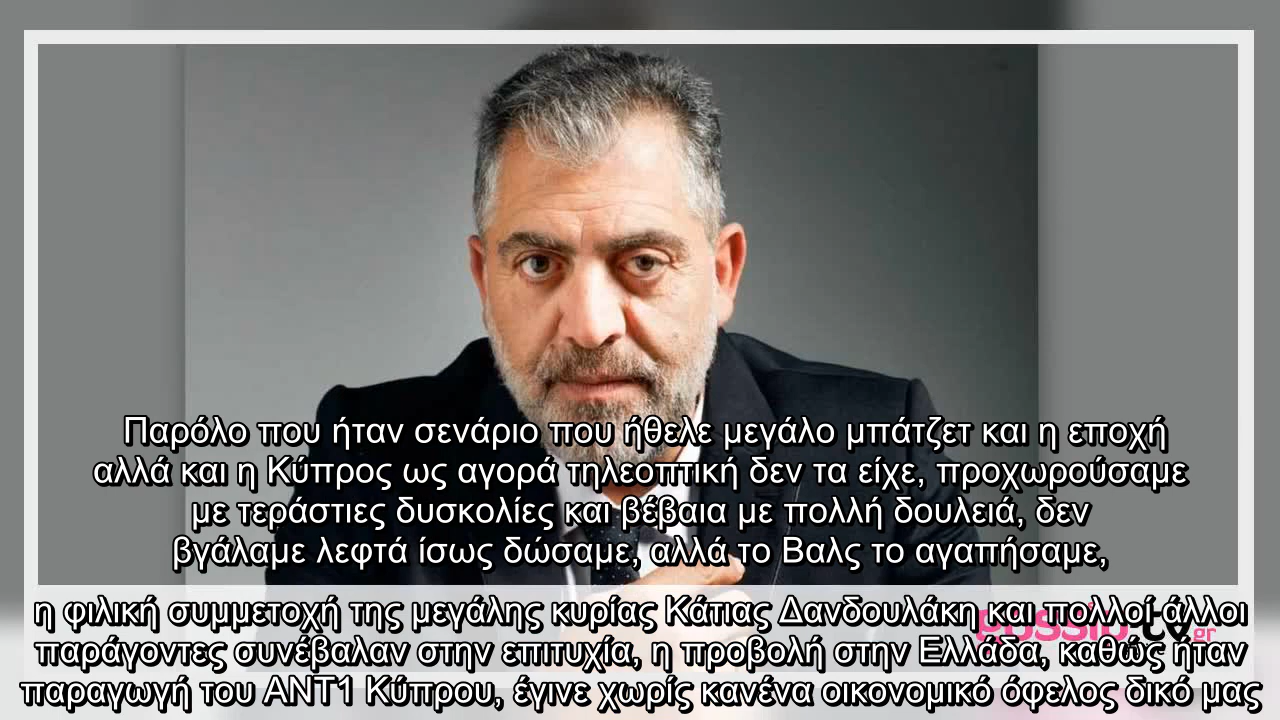 Παρόλο που ήταν σενάριο που ήθελε μεγάλο μπάτζετ και η εποχή
αλλά και η Κύπρος ως αγορά τηλεοπτική δεν τα είχε, προχωρούσαμε
με τεράστιες δυσκολίες και βέβαια με πολλή δουλειά, δεν
βγάλαμε λεφτά ίσως δώσαμε, αλλά το Βαλς το αγαπήσαμε,
η φιλική συμμετοχή της μεγάλης κυρίας Κάτιας Δανδουλάκη και πολλοί άλλοι
gossip-tv.gr
παράγοντες συνέβαλαν στην επιτυχία, η προβολή στην Ελλάδα, καθώς ήταν
παραγωγή του ΑΝΤ1 Κύπρου, έγινε χωρίς κανένα οικονομικό όφελος δικό μας